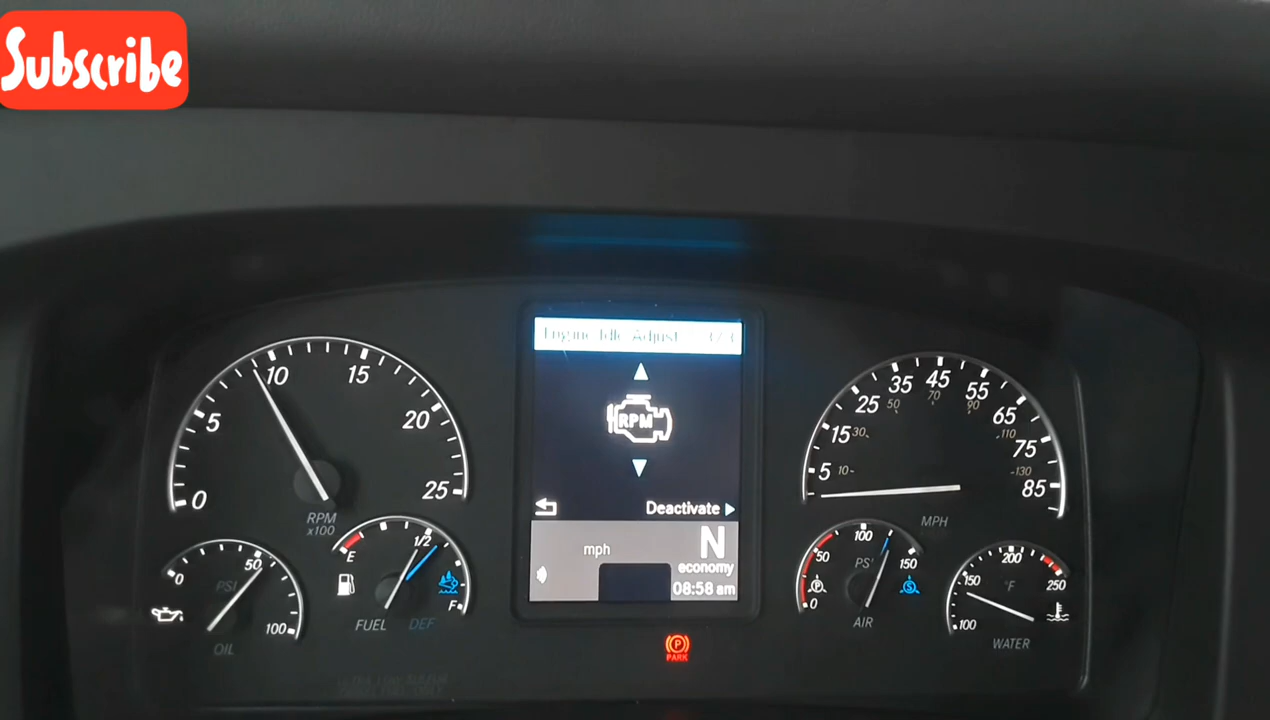 Subscribe
Engine Idle Adjust 3/3
RPM
Deactivate
mph
N
economy
08:58 am
0
5
10
15
20
25
RPM
x100
0
50
100
PSI
OIL
E
1/2
F
FUEL DEF
5
15
25
35
45
55
65
75
85
10
30
50
70
90
110
130
MPH
0
50
100
150
PSI
P
S
AIR
100
150
200
250
°F
WATER
P
PARK